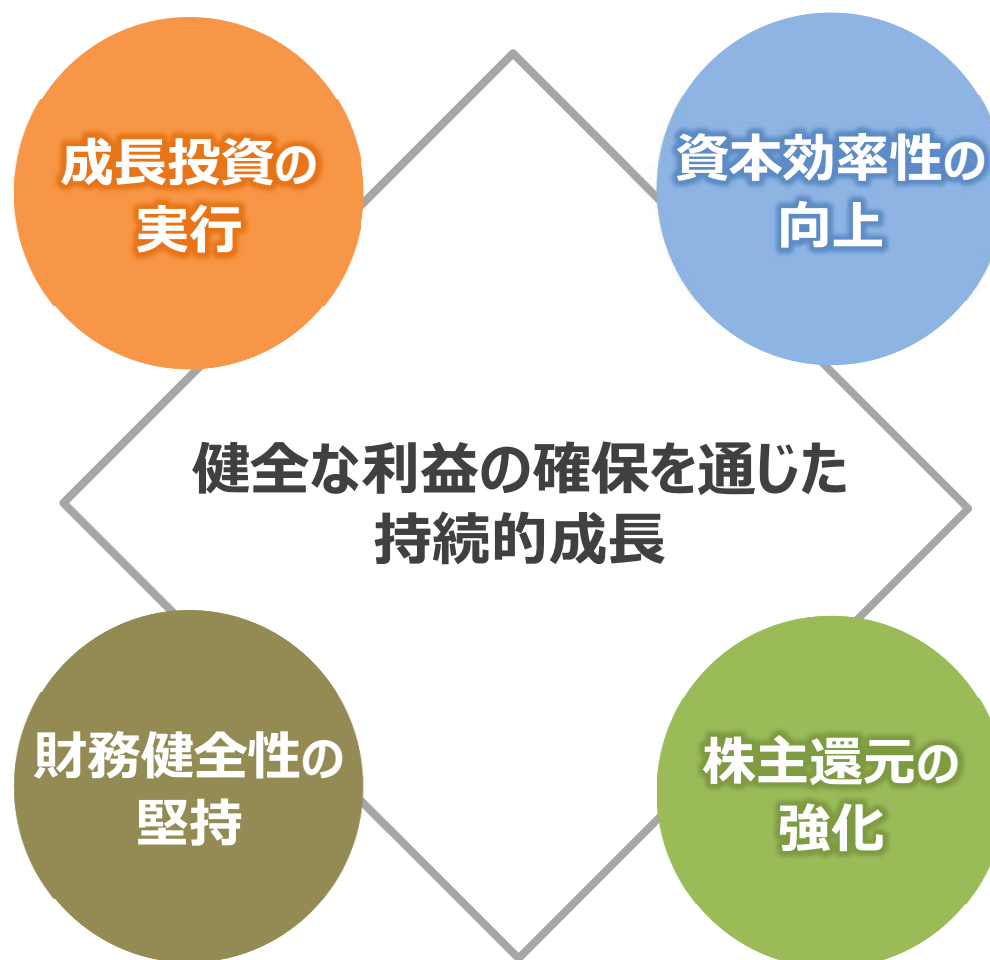 成長投資の
実行
資本効率性の
向上
健全な利益の確保を通じた
持続的成長
財務健全性の
堅持
株主還元の
強化